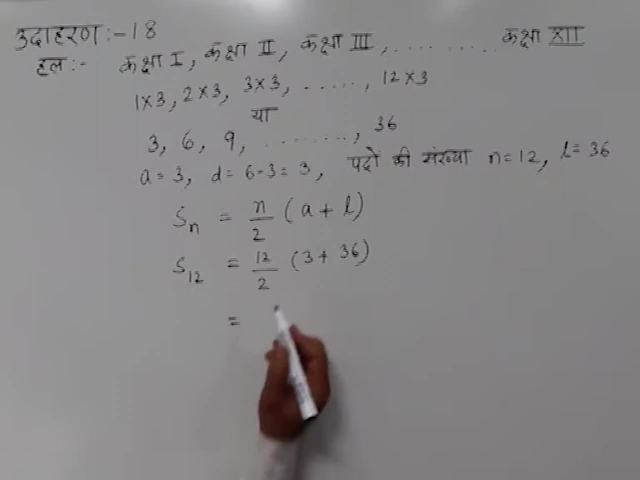 उदाहरण :- 18
हल :- कक्षा I, कक्षा II, कक्षा III, .......... कक्षा XII
1×3, 2×3, 3×3, ......, 12×3
या
3, 6, 9, ........, 36
a = 3, d = 6-3 = 3, पदों की संख्या n=12, l=36
Sn = n/2 (a + l)
S12 = 12/2 (3 + 36)
=